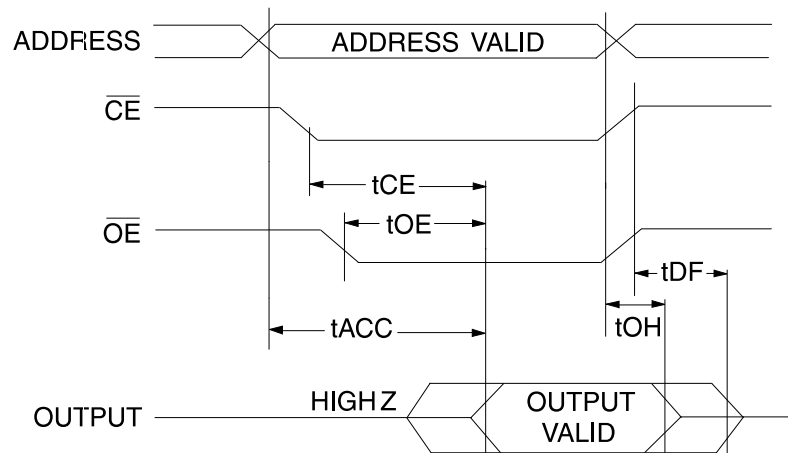 ADDRESS
ADDRESS VALID
CE
tCE
tOE
OE
tDF
tACC
tOH
HIGH Z
OUTPUT
OUTPUT
VALID